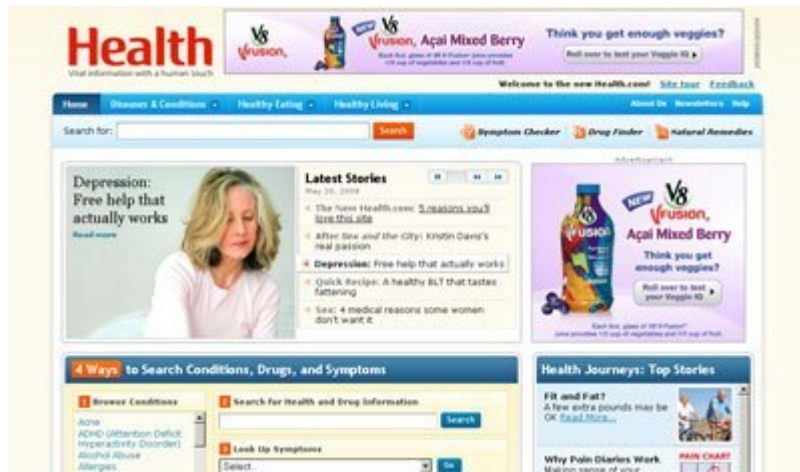 Health
Vital information with a human touch
V8
V·fusion,
NEW V8
V·fusion, Açai Mixed Berry
Think you get enough veggies?
Roll over to test your Veggie IQ
Welcome to the new Health.com! Site tour Feedback
Home Diseases & Conditions Healthy Eating Healthy Living About Us Newsletters Help
Search for: Search Symptom Checker Drug Finder Natural Remedies
Advertisement
Depression:
Free help that
actually works
Read more
Latest Stories
May 20, 2008
The New Health.com: 5 reasons you'll
love this site
After Sex and the City: Kristin Davis's
real passion
Depression: Free help that actually works
Quick Recipe: A healthy BLT that tastes
fattening
Sex: 4 medical reasons some women
don't want it
NEW V8
V·fusion,
Açai Mixed Berry
Think you get
enough veggies?
Roll over to test
your Veggie IQ
4 Ways to Search Conditions, Drugs, and Symptoms
1 Browse Conditions
Acne
ADHD (Attention Deficit
Hyperactivity Disorder)
Alcohol Abuse
Allergies
2 Search for Health and Drug Information
Search
3 Look Up Symptoms
Select. Go
Health Journeys: Top Stories
Fit and Fat?
A few extra pounds may be
OK Read More...
Why Pain Diaries Work
Making sense of your
PAIN CHART